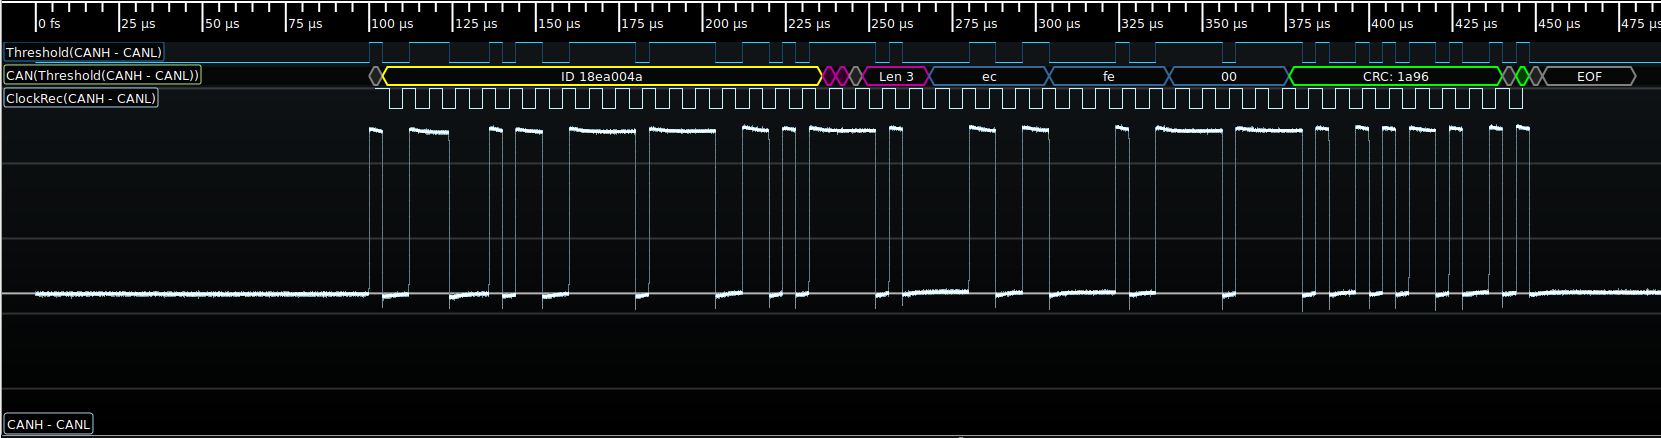 0 fs 25 µs 50 µs 75 µs 100 µs 125 µs 150 µs 175 µs 200 µs 225 µs 250 µs 275 µs 300 µs 325 µs 350 µs 375 µs 400 µs 425 µs 450 µs 475 µs
Threshold(CANH - CANL)
CAN(Threshold(CANH - CANL)) ID 18ea004a Len 3 ec fe 00 CRC: 1a96 EOF
ClockRec(CANH - CANL)
CANH - CANL